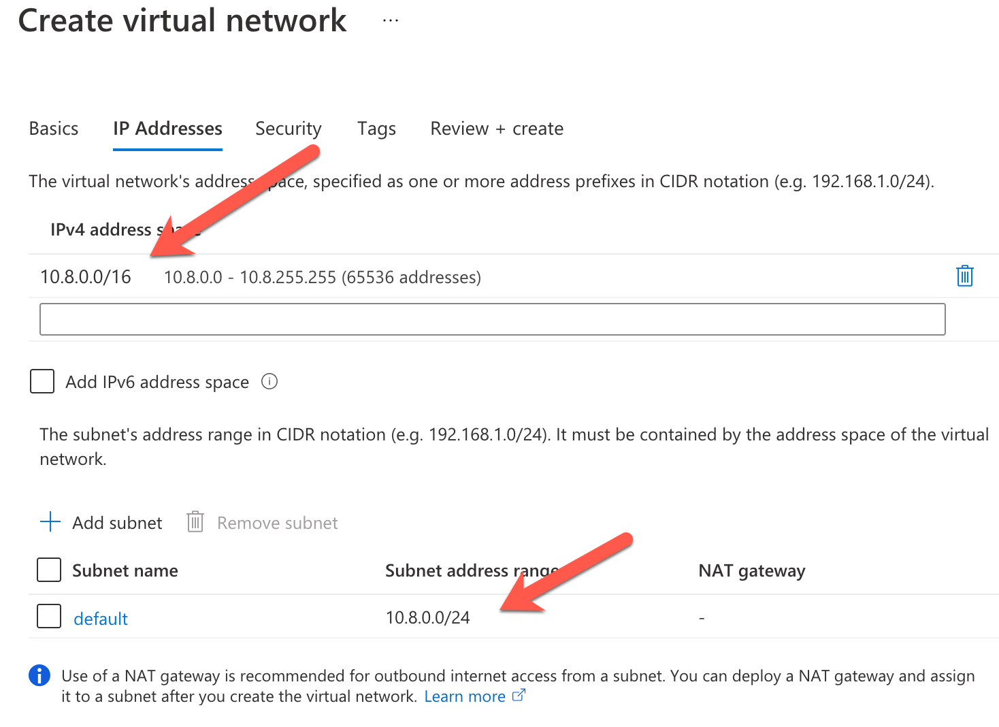 Create virtual network ...
Basics IP Addresses Security Tags Review + create
The virtual network's address space, specified as one or more address prefixes in CIDR notation (e.g. 192.168.1.0/24).
IPv4 address space
10.8.0.0/16 10.8.0.0 - 10.8.255.255 (65536 addresses)
Add IPv6 address space
The subnet's address range in CIDR notation (e.g. 192.168.1.0/24). It must be contained by the address space of the virtual
network.
Add subnet Remove subnet
Subnet name Subnet address range NAT gateway
default 10.8.0.0/24 -
Use of a NAT gateway is recommended for outbound internet access from a subnet. You can deploy a NAT gateway and assign
it to a subnet after you create the virtual network. Learn more